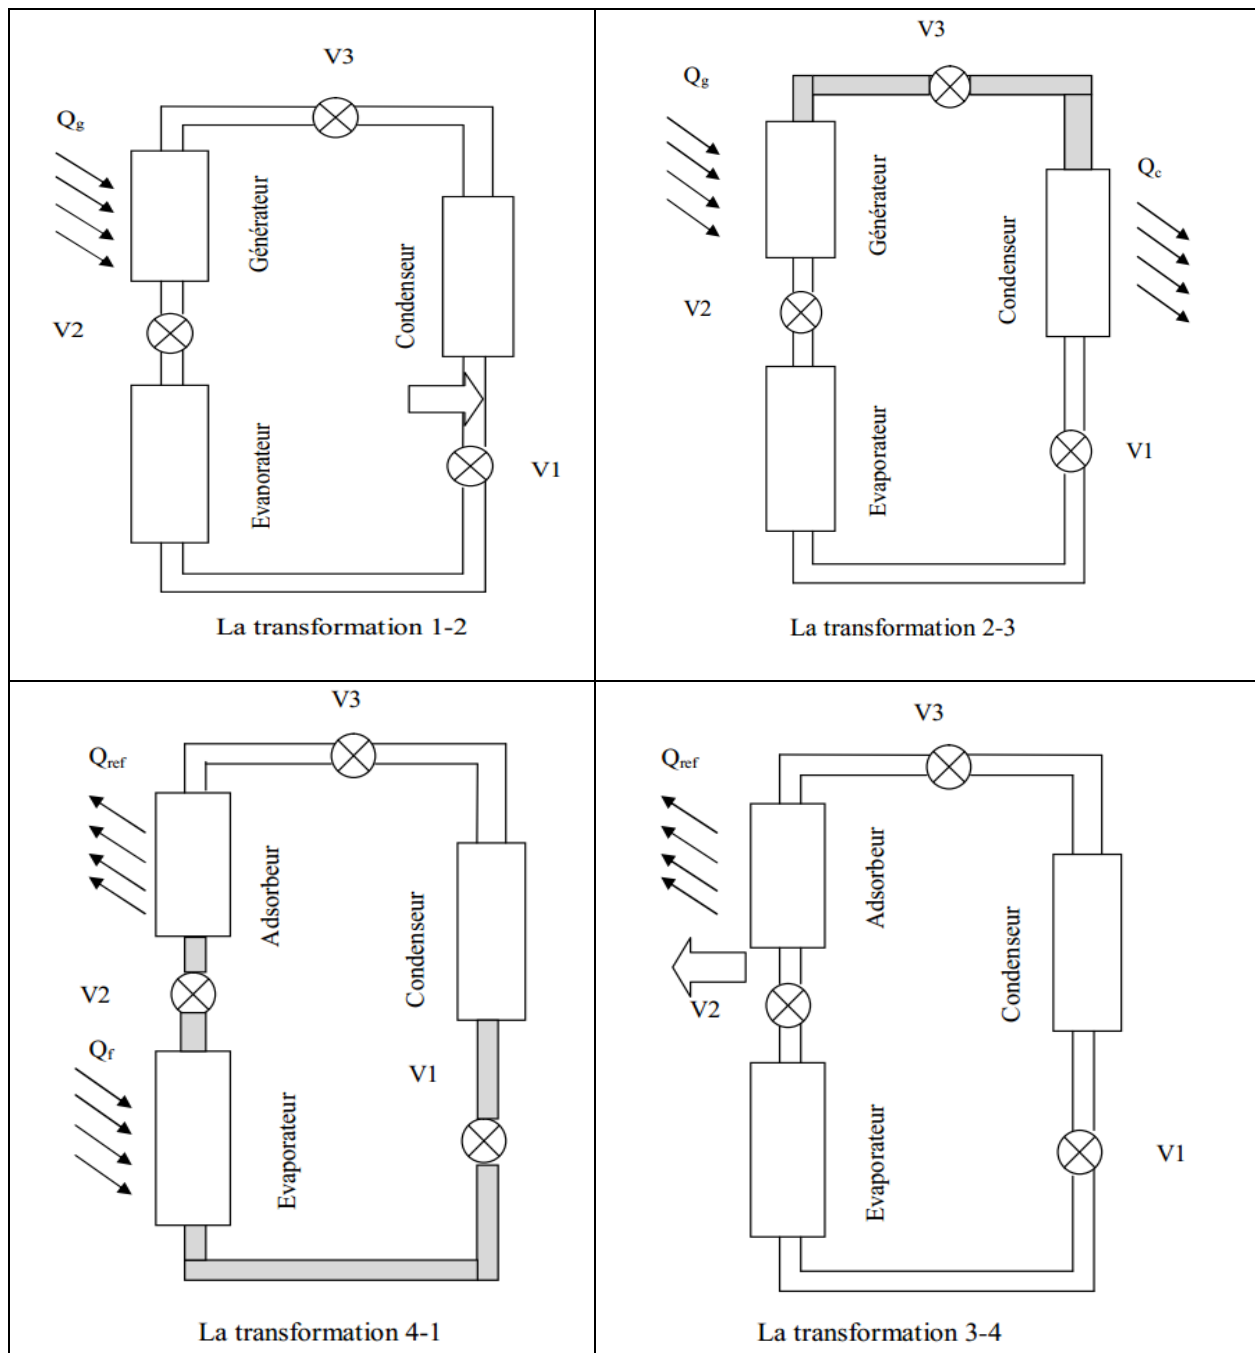 V3
Qg
Générateur
Condenseur
V2
Evaporateur
V1
La transformation 1-2
V3
Qg
Qc
Générateur
Condenseur
V2
Evaporateur
V1
La transformation 2-3
V3
Qref
Adsorbeur
Condenseur
V2
Qf
V1
Evaporateur
La transformation 4-1
V3
Qref
Adsorbeur
Condenseur
V2
Evaporateur
V1
La transformation 3-4